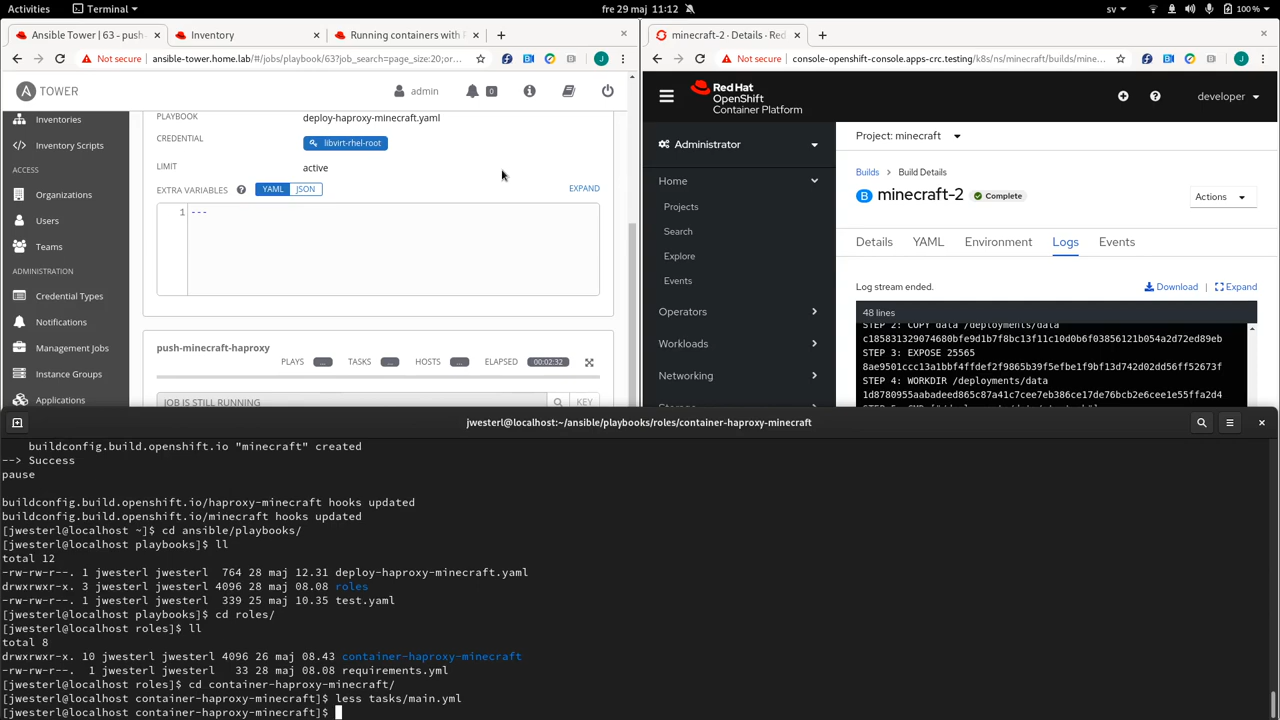 Activities
Terminal
fre 29 maj 11:12
sv
100 %
Ansible Tower | 63 - push-
Inventory
Running containers with
Not secure
ansible-tower.home.lab/#/jobs/playbook/63?job_search=page_size:20;or...
J
TOWER
admin
0
Inventories
Inventory Scripts
ACCESS
Organizations
Users
Teams
ADMINISTRATION
Credential Types
Notifications
Management Jobs
Instance Groups
Applications
PLAYBOOK
deploy-haproxy-minecraft.yaml
CREDENTIAL
libvirt-rhel-root
LIMIT
active
EXTRA VARIABLES
YAML
JSON
EXPAND
1
---
push-minecraft-haproxy
PLAYS
...
TASKS
...
HOSTS
...
ELAPSED
00:02:32
JOB IS STILL RUNNING
KEY
minecraft-2 · Details · Red
Not secure
console-openshift-console.apps-crc.testing/k8s/ns/minecraft/builds/mine...
J
Red Hat
OpenShift
Container Platform
developer
Administrator
Home
Projects
Search
Explore
Events
Operators
Workloads
Networking
Project: minecraft
Builds
Build Details
B
minecraft-2
Complete
Actions
Details
YAML
Environment
Logs
Events
Log stream ended.
Download
Expand
48 lines
STEP 2: COPY data /deployments/data
c185831329074680bfe9d1b7f8bc13f11c10d0b6f03856121b054a2d72ed89eb
STEP 3: EXPOSE 25565
8ae9501ccc13a1bbf4ffdef2f9865b39f5efbe1f9bf13d742d02dd56ff52673f
STEP 4: WORKDIR /deployments/data
1d8780955aabadeed865c87a41c7cee7eb386ce17de76bcb2e6cee1e55ffa2d4
jwesterl@localhost:~/ansible/playbooks/roles/container-haproxy-minecraft
buildconfig.build.openshift.io "minecraft" created
--> Success
pause
buildconfig.build.openshift.io/haproxy-minecraft hooks updated
buildconfig.build.openshift.io/minecraft hooks updated
[jwesterl@localhost ~]$ cd ansible/playbooks/
[jwesterl@localhost playbooks]$ ll
total 12
-rw-rw-r--. 1 jwesterl jwesterl  764 28 maj 12.31 deploy-haproxy-minecraft.yaml
drwxrwxr-x. 3 jwesterl jwesterl 4096 28 maj 08.08 roles
-rw-rw-r--. 1 jwesterl jwesterl  339 25 maj 10.35 test.yaml
[jwesterl@localhost playbooks]$ cd roles/
[jwesterl@localhost roles]$ ll
total 8
drwxrwxr-x. 10 jwesterl jwesterl 4096 26 maj 08.43 container-haproxy-minecraft
-rw-rw-r--.  1 jwesterl jwesterl   33 28 maj 08.08 requirements.yml
[jwesterl@localhost roles]$ cd container-haproxy-minecraft/
[jwesterl@localhost container-haproxy-minecraft]$ less tasks/main.yml
[jwesterl@localhost container-haproxy-minecraft]$